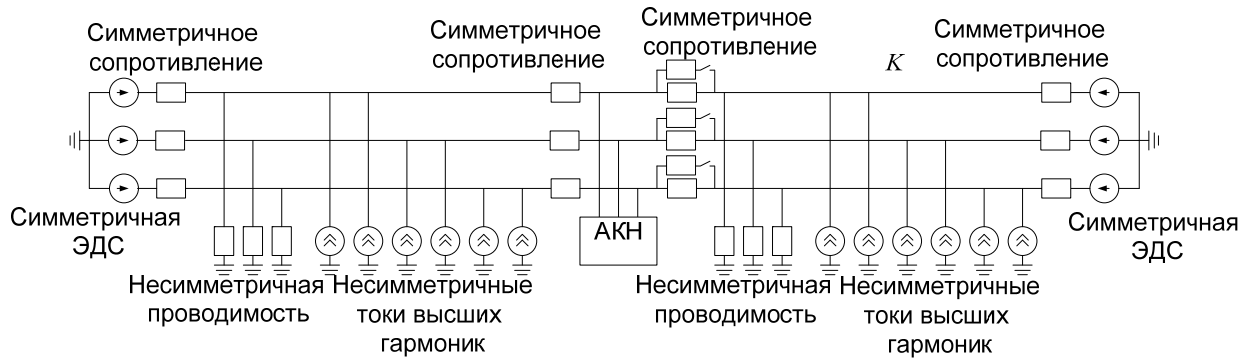 Симметричное
сопротивление
Симметричное
сопротивление
Симметричное
сопротивление
K
Симметричное
сопротивление
Симметричная
ЭДС
АКН
Симметричная
ЭДС
Несимметричная
проводимость
Несимметричные
токи высших
гармоник
Несимметричная
проводимость
Несимметричные
токи высших
гармоник